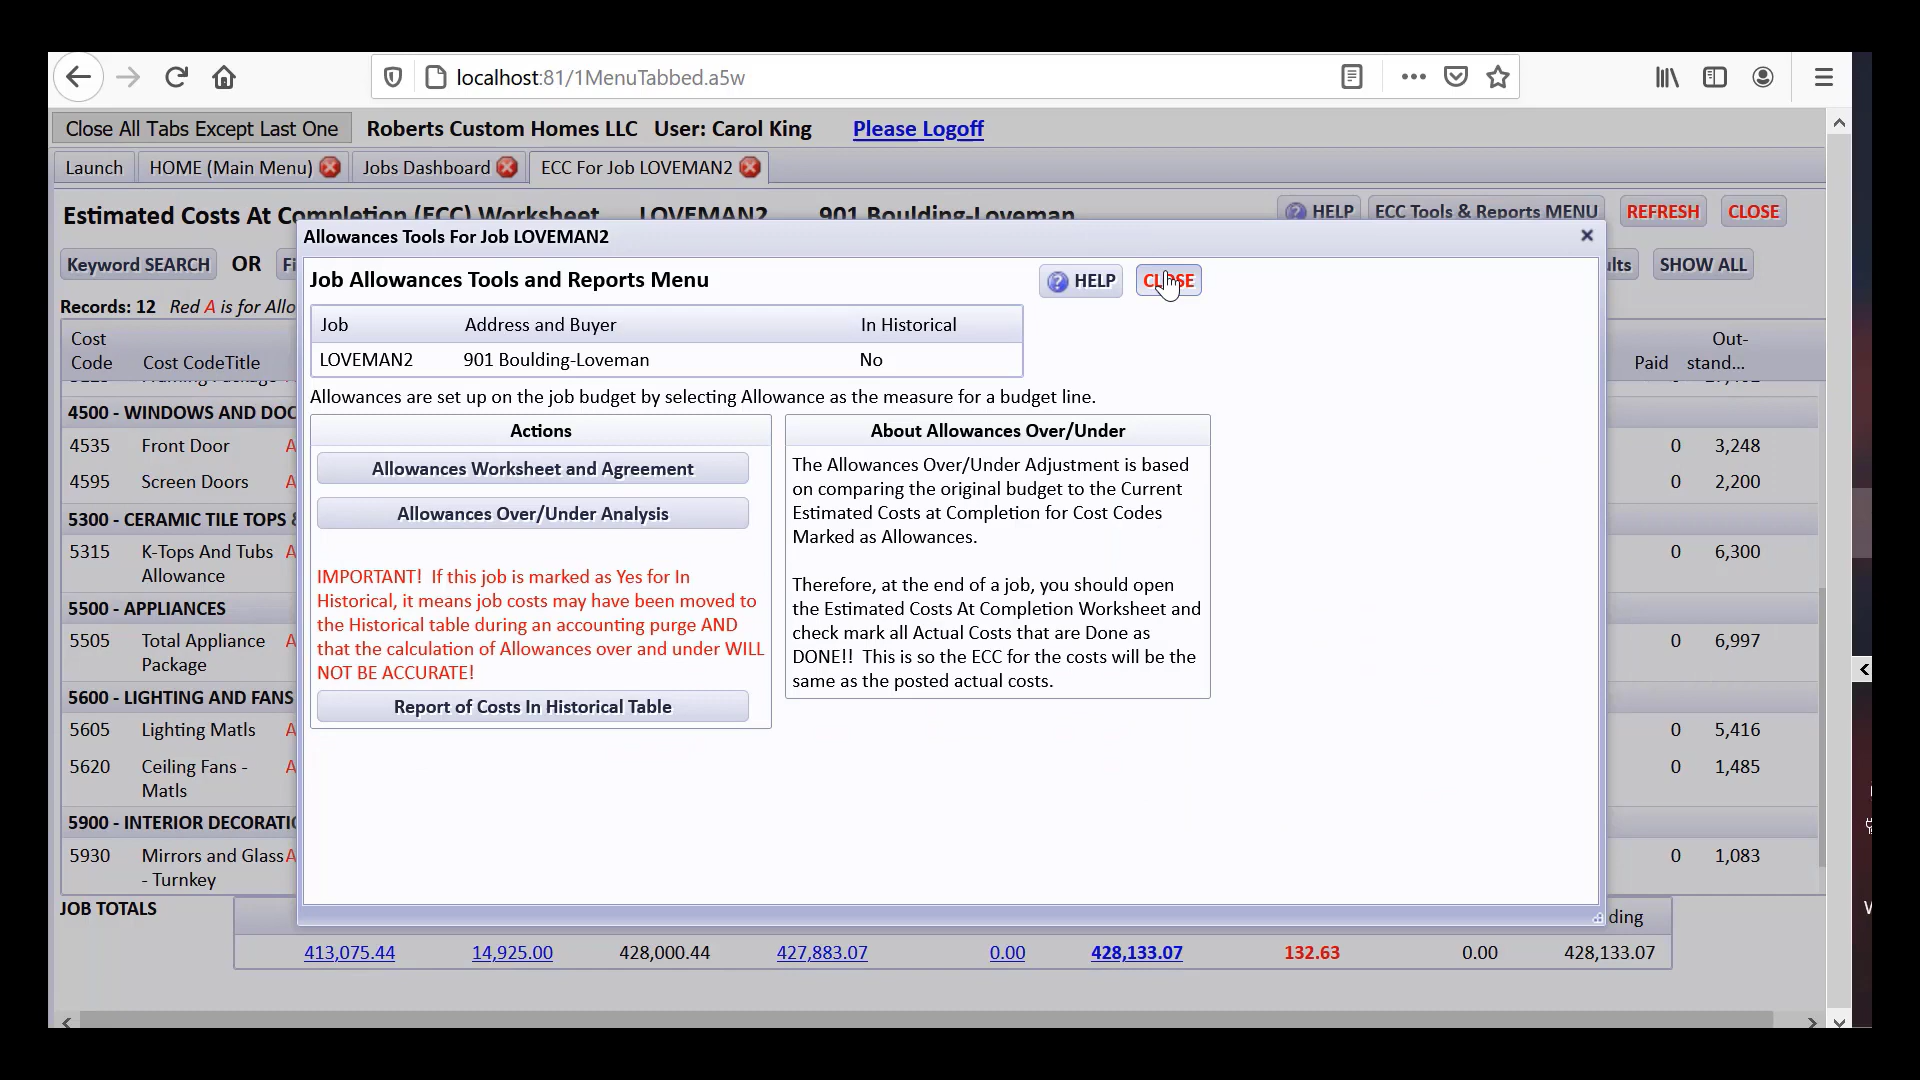 localhost:81/1MenuTabbed.a5w
Close All Tabs Except Last One Roberts Custom Homes LLC User: Carol King Please Logoff
Launch HOME (Main Menu) Jobs Dashboard ECC For Job LOVEMAN2
Estimated Costs At Completion (ECC) Worksheet LOVEMAN2 901 Boulding-Loveman HELP ECC Tools & Reports MENU REFRESH CLOSE
Allowances Tools For Job LOVEMAN2
Keyword SEARCH OR SHOW ALL
Job Allowances Tools and Reports Menu HELP CLOSE
Records: 12 Red A is for
Job Address and Buyer In Historical
LOVEMAN2 901 Boulding-Loveman No
Cost
Code Cost CodeTitle
Paid Out-
stand...
Allowances are set up on the job budget by selecting Allowance as the measure for a budget line.
Actions
Allowances Worksheet and Agreement
Allowances Over/Under Analysis
IMPORTANT! If this job is marked as Yes for In
Historical, it means job costs may have been moved to
the Historical table during an accounting purge AND
that the calculation of Allowances over and under WILL
NOT BE ACCURATE!
Report of Costs In Historical Table
About Allowances Over/Under
The Allowances Over/Under Adjustment is based
on comparing the original budget to the Current
Estimated Costs at Completion for Cost Codes
Marked as Allowances.
Therefore, at the end of a job, you should open
the Estimated Costs At Completion Worksheet and
check mark all Actual Costs that are Done as
DONE!! This is so the ECC for the costs will be the
same as the posted actual costs.
4500 - WINDOWS AND
4535 Front Door A 0 3,248
4595 Screen Doors A 0 2,200
5300 - CERAMIC TILE TOPS
5315 K-Tops And Tubs A 0 6,300
Allowance
5500 - APPLIANCES
5505 Total Appliance A 0 6,997
Package
5600 - LIGHTING AND FANS
5605 Lighting Matls A 0 5,416
5620 Ceiling Fans - A 0 1,485
Matls
5900 - INTERIOR
5930 Mirrors and Glass A 0 1,083
- Turnkey
JOB TOTALS
413,075.44 14,925.00 428,000.44 427,883.07 0.00 428,133.07 132.63 0.00 428,133.07